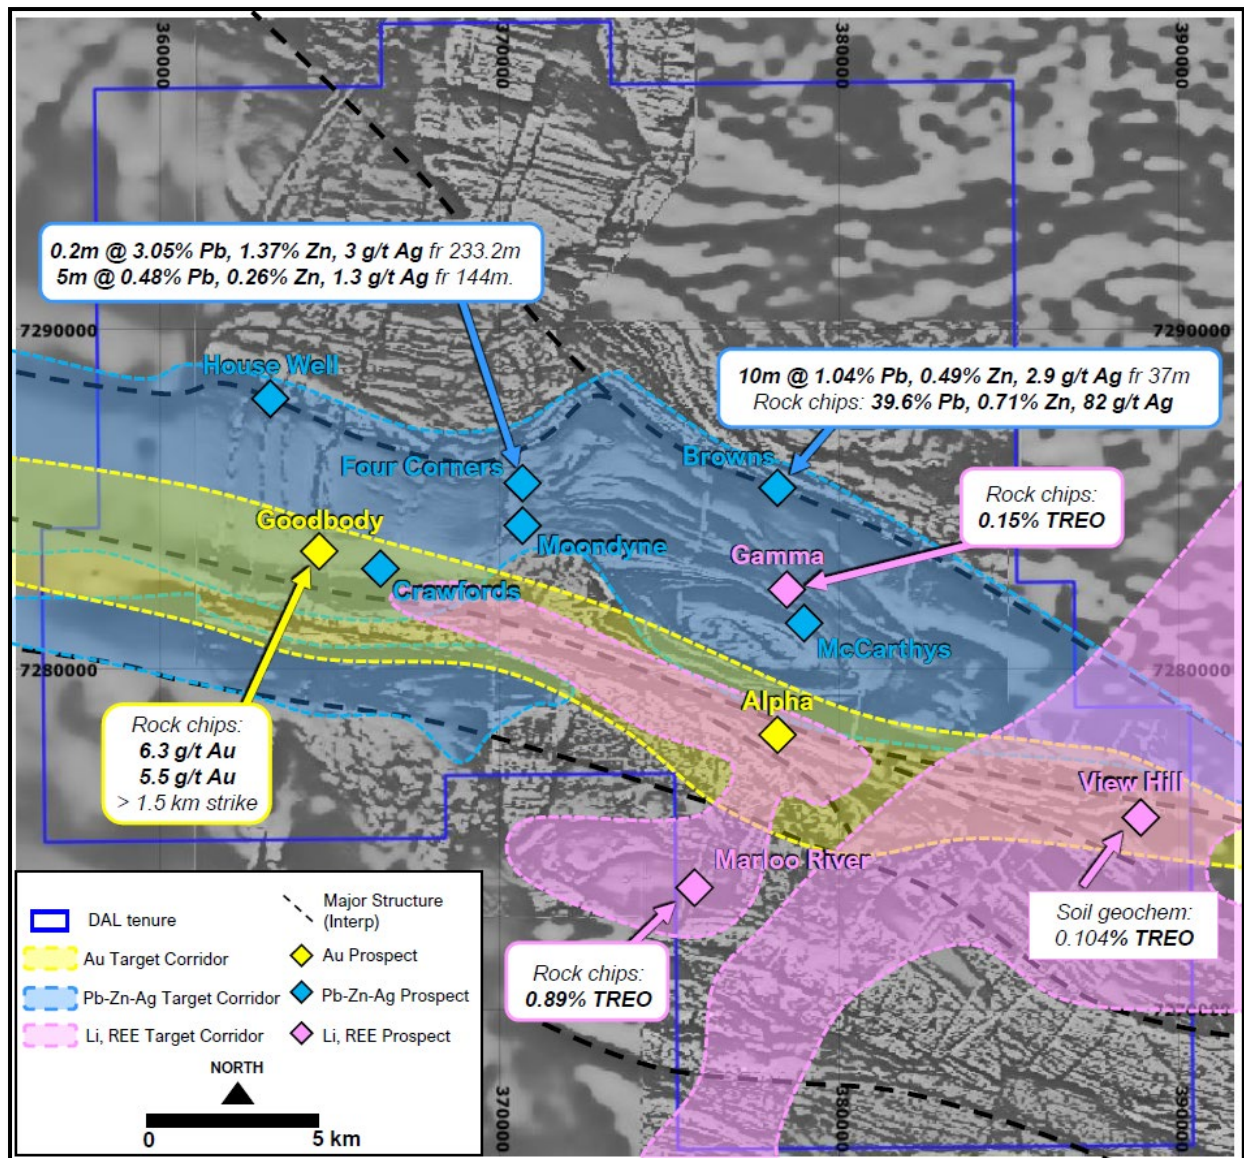 360000
370000
380000
390000
0.2m @ 3.05% Pb, 1.37% Zn, 3 g/t Ag fr 233.2m
5m @ 0.48% Pb, 0.26% Zn, 1.3 g/t Ag fr 144m.
7290000
7290000
House Well
10m @ 1.04% Pb, 0.49% Zn, 2.9 g/t Ag fr 37m
Rock chips: 39.6% Pb, 0.71% Zn, 82 g/t Ag
Four Corners
Browns
Rock chips:
0.15% TREO
Goodbody
Moondyne
Gamma
Crawfords
McCarthys
7280000
7280000
Alpha
Rock chips:
6.3 g/t Au
5.5 g/t Au
> 1.5 km strike
View Hill
Marloo River
Soil geochem:
0.104% TREO
Rock chips:
0.89% TREO
7270000
DAL tenure
Au Target Corridor
Pb-Zn-Ag Target Corridor
Li, REE Target Corridor
Major Structure
(Interp)
Au Prospect
Pb-Zn-Ag Prospect
Li, REE Prospect
NORTH
0 5 km
370000
380000
390000